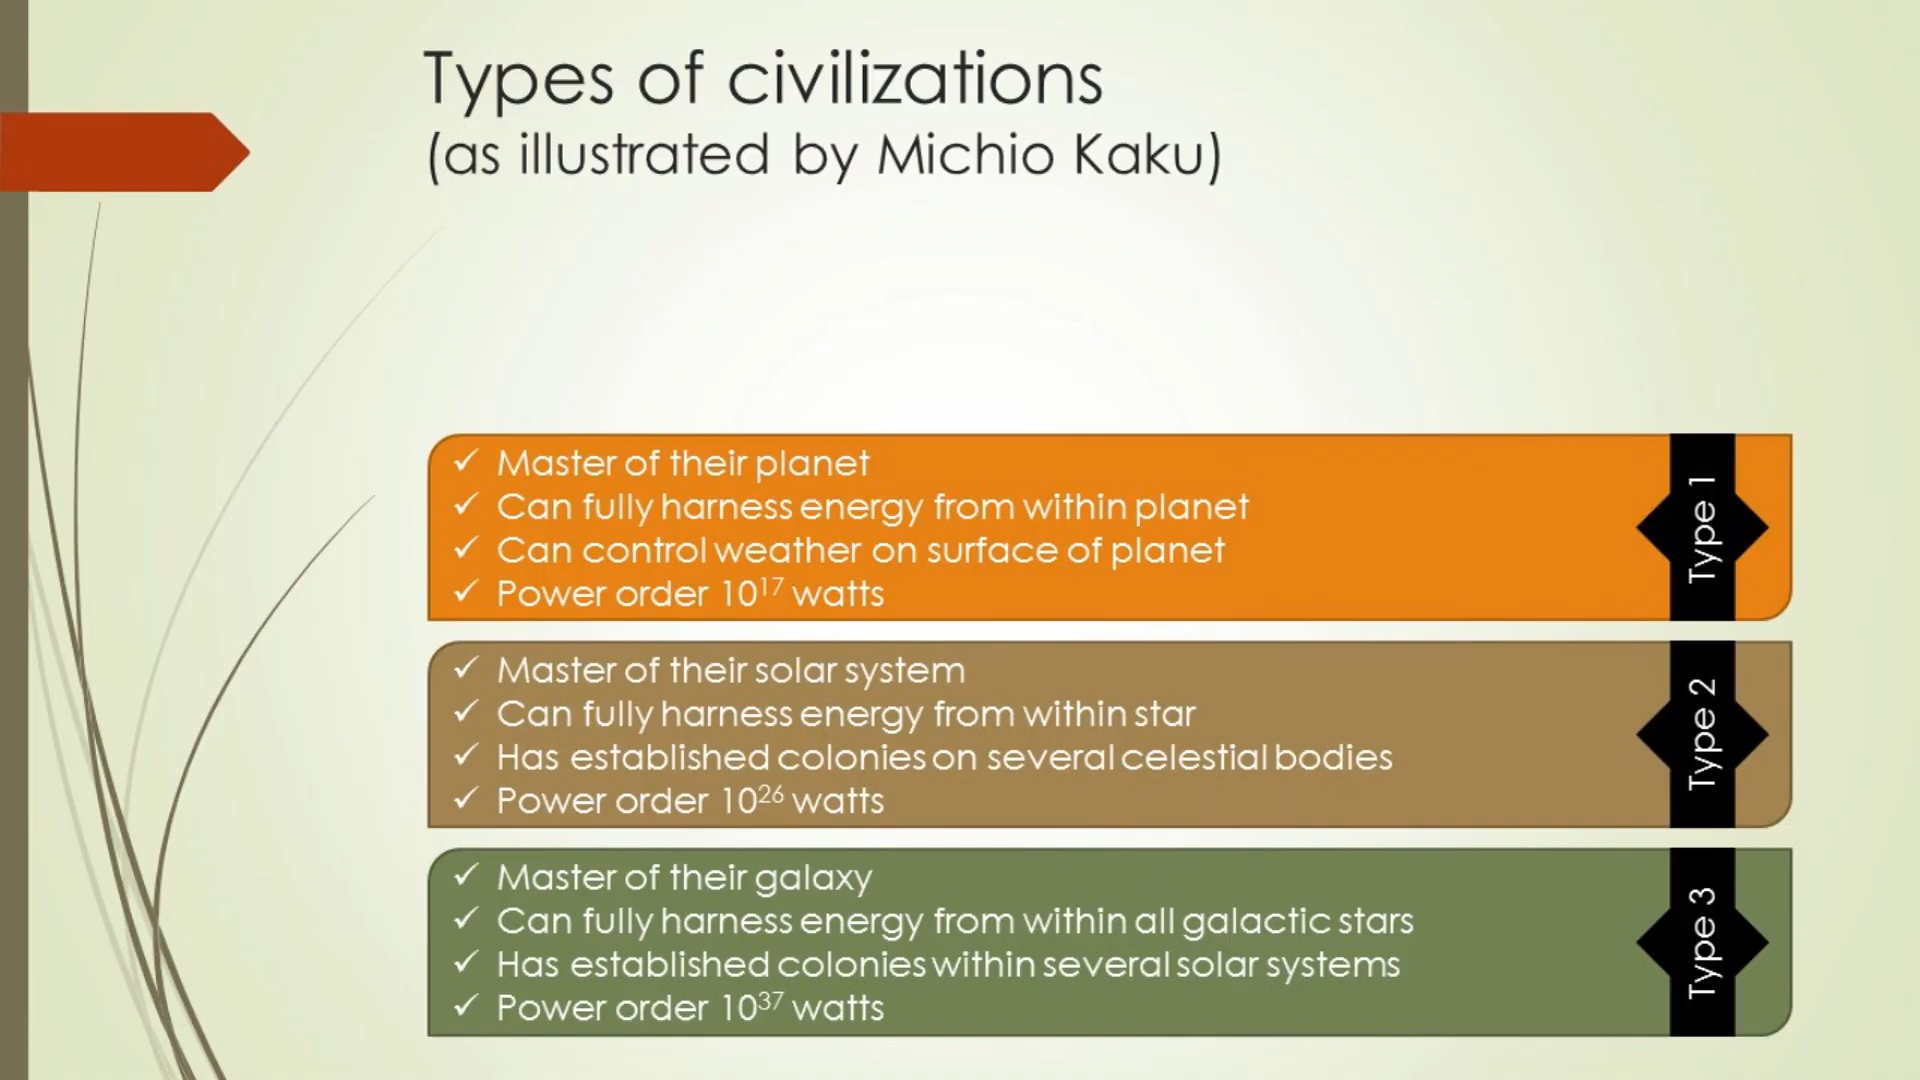 Types of civilizations
(as illustrated by Michio Kaku)
✓ Master of their planet
✓ Can fully harness energy from within planet
✓ Can control weather on surface of planet
✓ Power order 10¹⁷ watts
Type 1
✓ Master of their solar system
✓ Can fully harness energy from within star
✓ Has established colonies on several celestial bodies
✓ Power order 10²⁶ watts
Type 2
✓ Master of their galaxy
✓ Can fully harness energy from within all galactic stars
✓ Has established colonies within several solar systems
✓ Power order 10³⁷ watts
Type 3